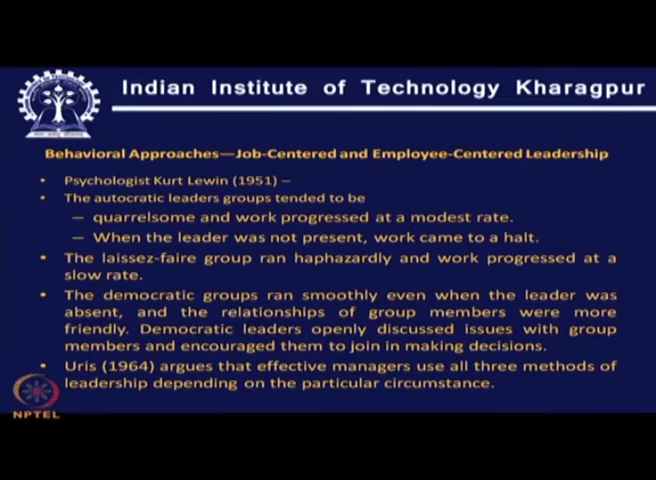 Indian Institute of Technology Kharagpur
Behavioral Approaches—Job-Centered and Employee-Centered Leadership
• Psychologist Kurt Lewin (1951) –
• The autocratic leaders groups tended to be
– quarrelsome and work progressed at a modest rate.
– When the leader was not present, work came to a halt.
• The laissez-faire group ran haphazardly and work progressed at a
slow rate.
• The democratic groups ran smoothly even when the leader was
absent, and the relationships of group members were more
friendly. Democratic leaders openly discussed issues with group
members and encouraged them to join in making decisions.
• Uris (1964) argues that effective managers use all three methods of
leadership depending on the particular circumstance.
NPTEL